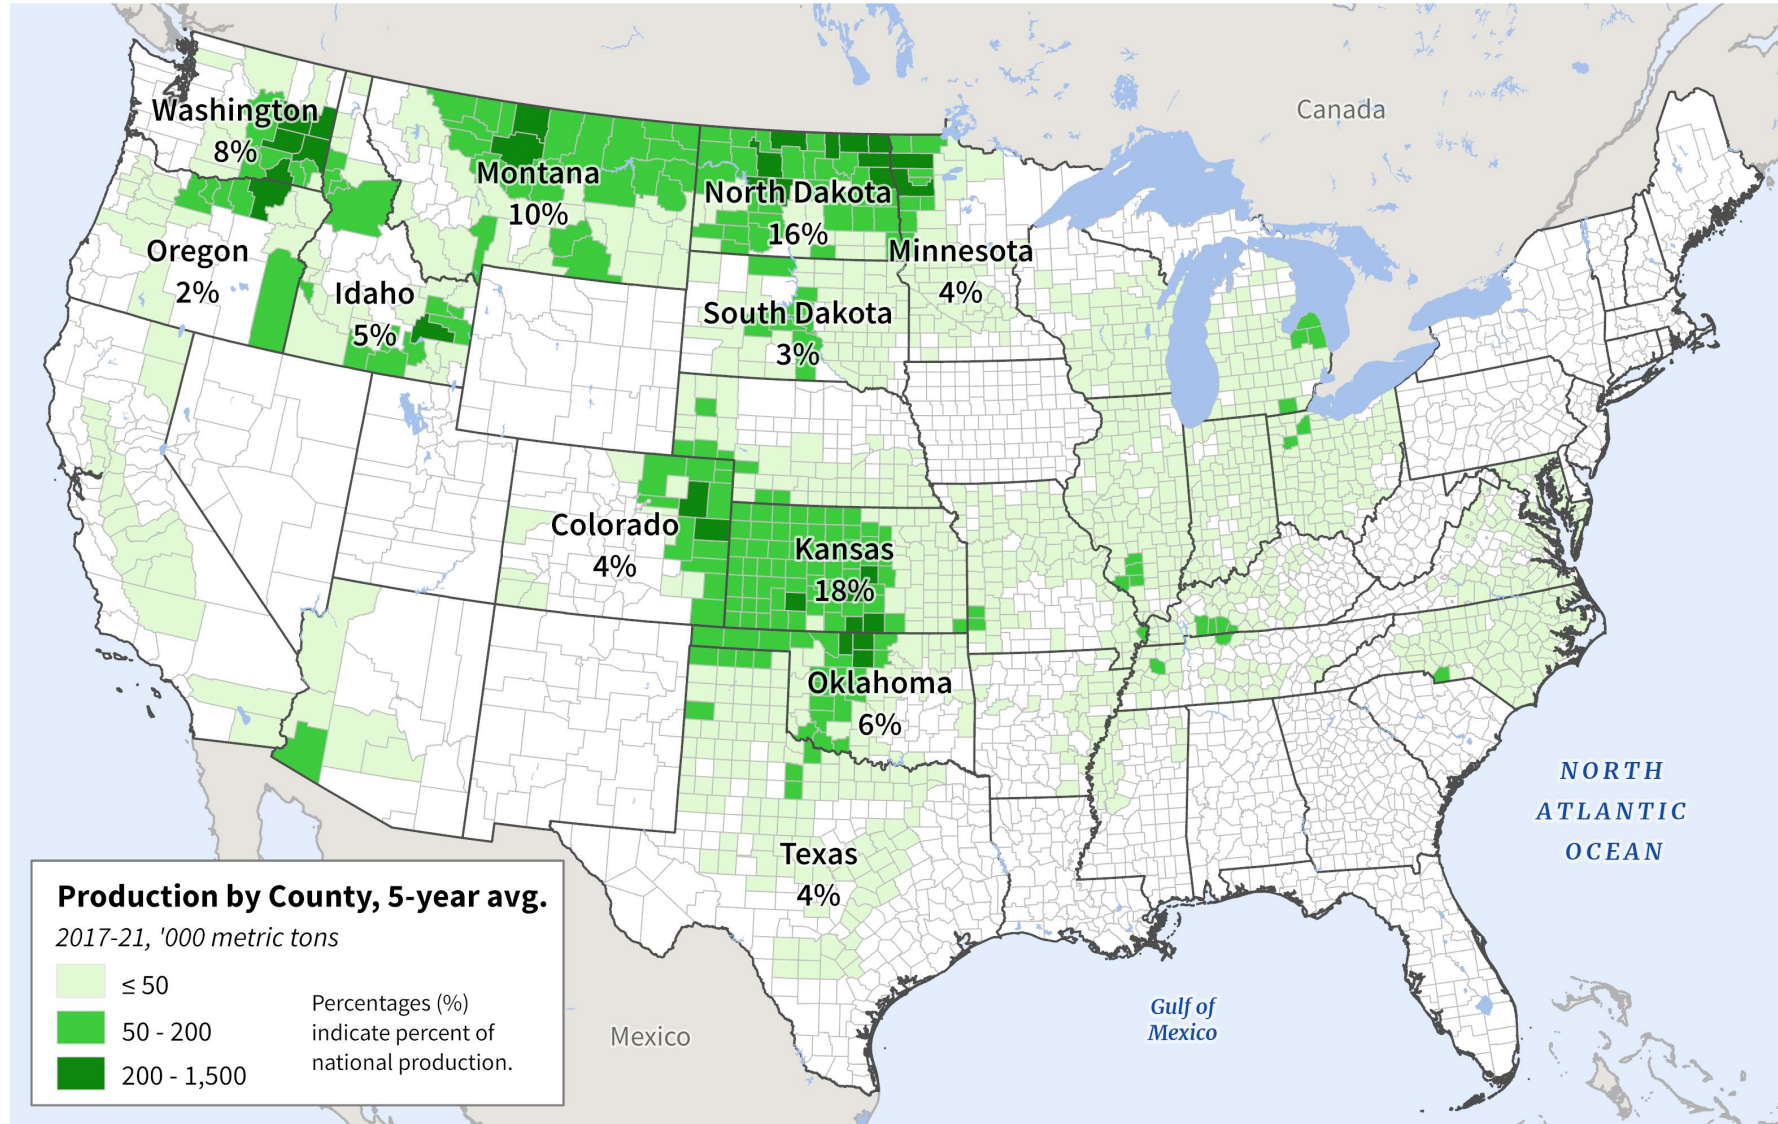 Canada
Washington
8%
Montana
10%
North Dakota
16%
Minnesota
4%
Oregon
2%
Idaho
5%
South Dakota
3%
Colorado
4%
Kansas
18%
Oklahoma
6%
Texas
4%
NORTH
ATLANTIC
OCEAN
Gulf of
Mexico
Mexico
Production by County, 5-year avg.
2017-21, '000 metric tons
≤ 50
50 - 200
200 - 1,500
Percentages (%)
indicate percent of
national production.